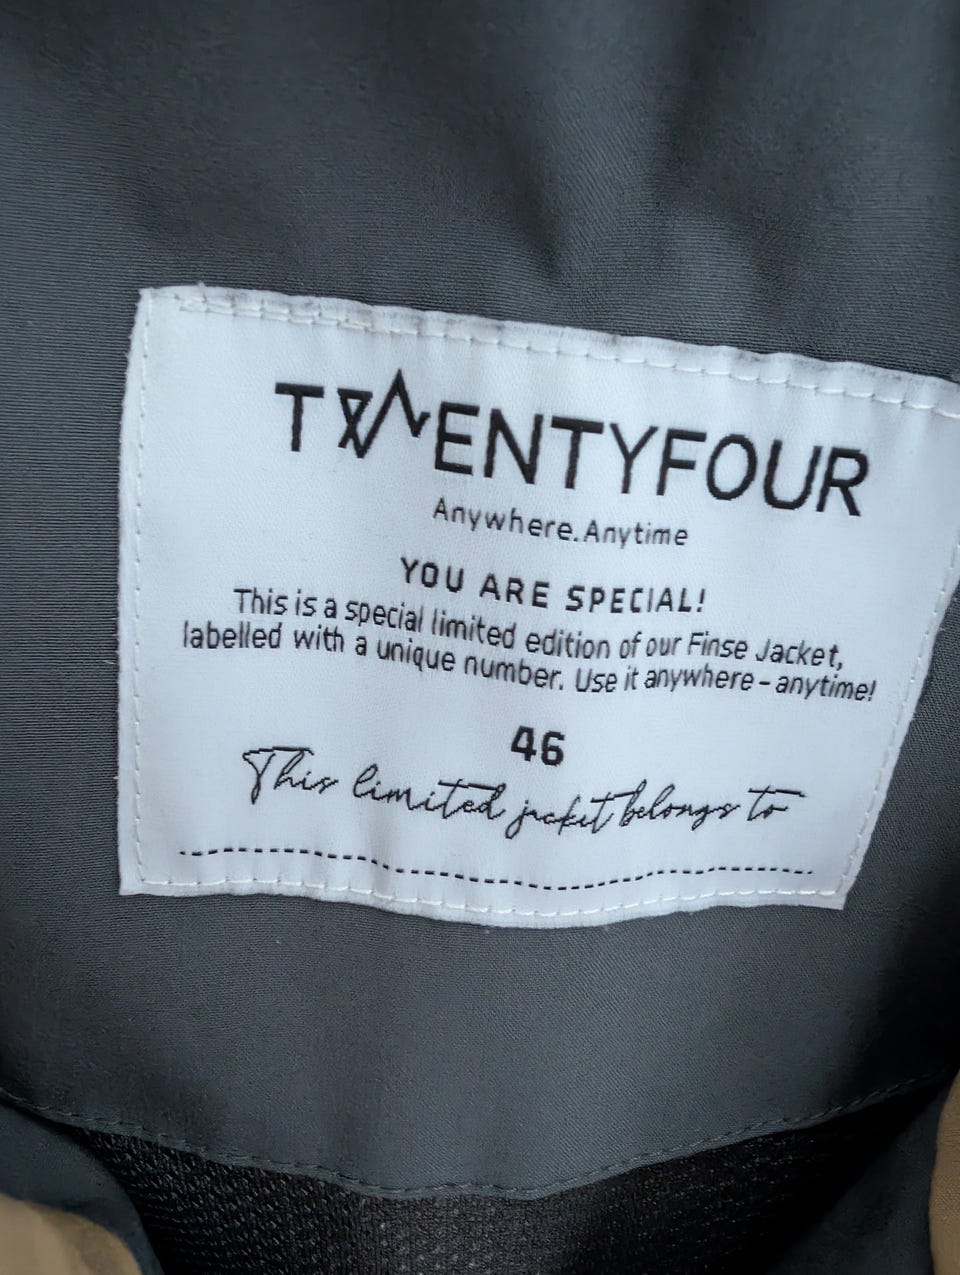 TWENTYFOUR
Anywhere.Anytime
YOU ARE SPECIAL!
This is a special limited edition of our Finse Jacket,
labelled with a unique number. Use it anywhere – anytime!
46
This limited jacket belongs to